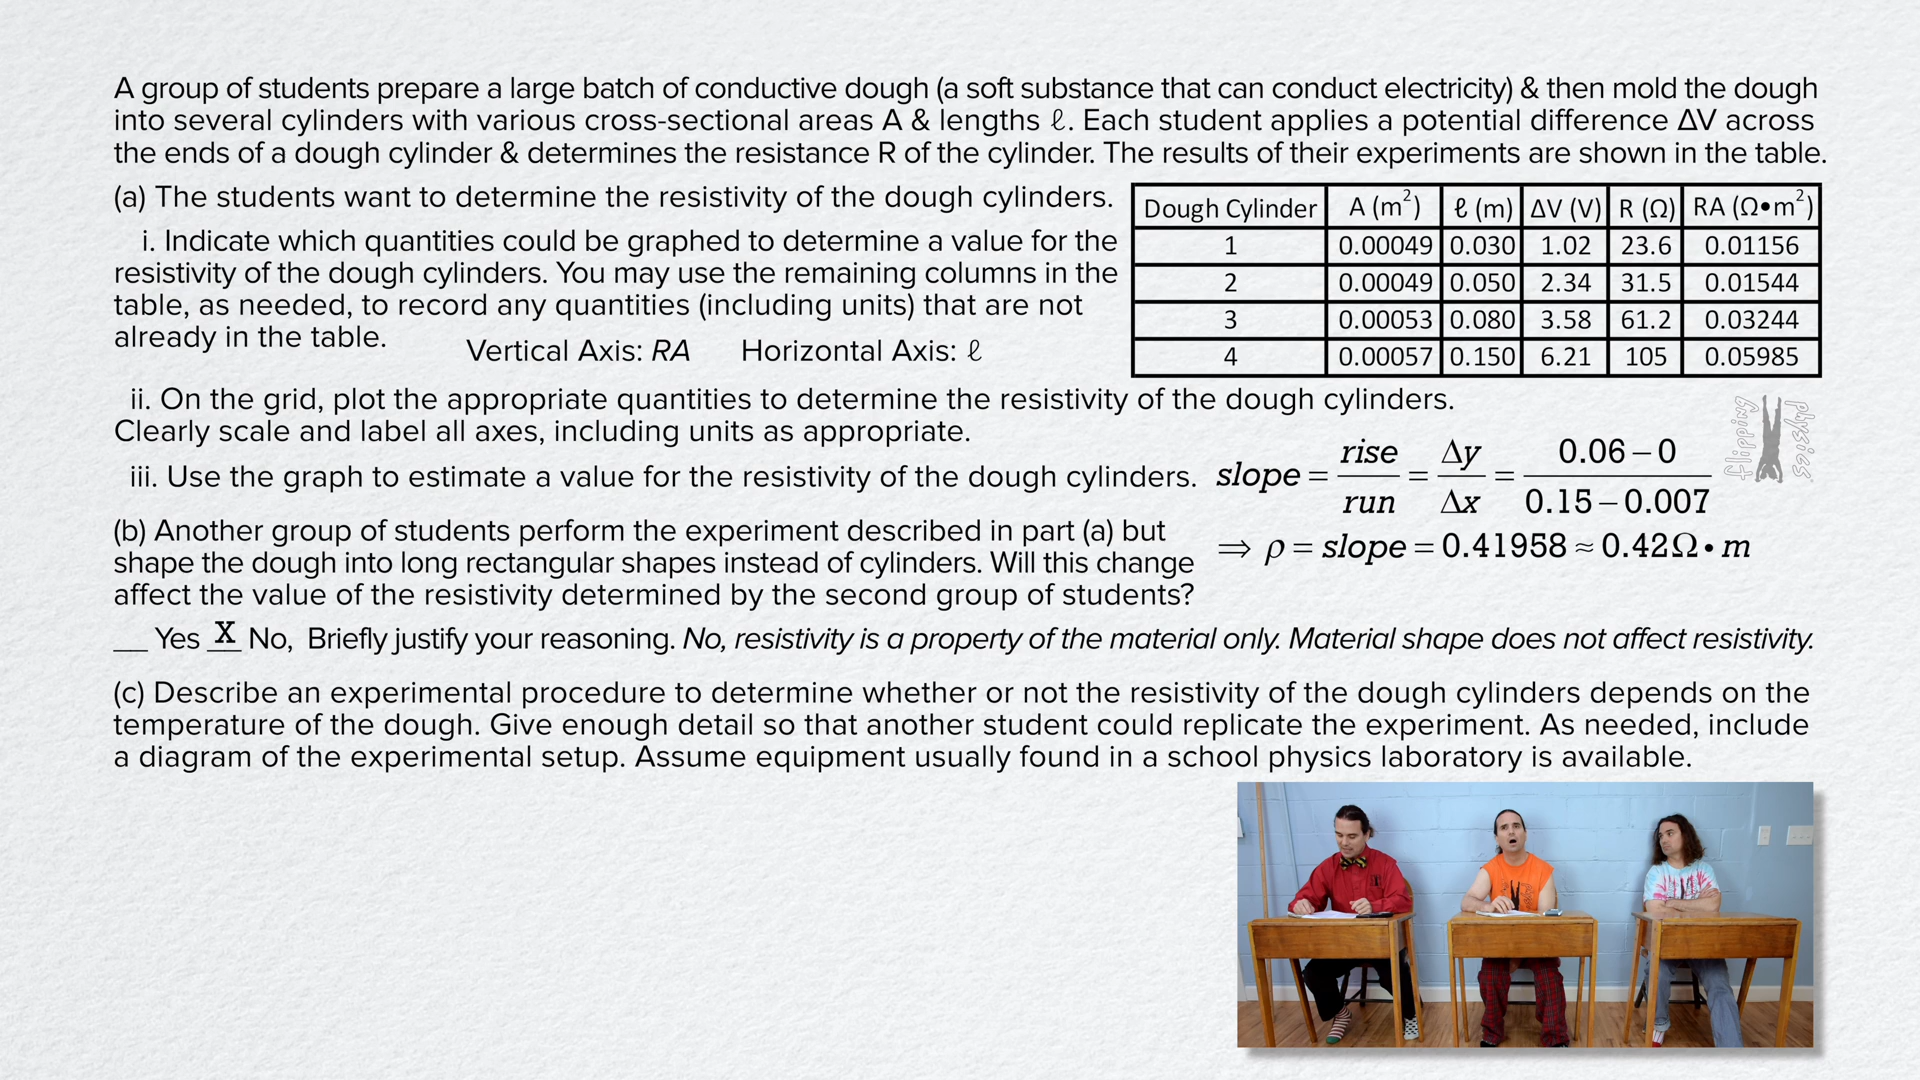 A group of students prepare a large batch of conductive dough (a soft substance that can conduct electricity) & then mold the dough
into several cylinders with various cross-sectional areas A & lengths ℓ. Each student applies a potential difference ΔV across
the ends of a dough cylinder & determines the resistance R of the cylinder. The results of their experiments are shown in the table.
(a) The students want to determine the resistivity of the dough cylinders.
i. Indicate which quantities could be graphed to determine a value for the
resistivity of the dough cylinders. You may use the remaining columns in the
table, as needed, to record any quantities (including units) that are not
already in the table.
Vertical Axis: RA Horizontal Axis: ℓ
Dough Cylinder A (m²) ℓ (m) ΔV (V) R (Ω) RA (Ω•m²)
1 0.00049 0.030 1.02 23.6 0.01156
2 0.00049 0.050 2.34 31.5 0.01544
3 0.00053 0.080 3.58 61.2 0.03244
4 0.00057 0.150 6.21 105 0.05985
ii. On the grid, plot the appropriate quantities to determine the resistivity of the dough cylinders.
Clearly scale and label all axes, including units as appropriate.
flipping physics
iii. Use the graph to estimate a value for the resistivity of the dough cylinders.
slope = rise/run = Δy/Δx = (0.06 – 0)/(0.15 – 0.007)
⇒ ρ = slope = 0.41958 ≈ 0.42Ω • m
(b) Another group of students perform the experiment described in part (a) but
shape the dough into long rectangular shapes instead of cylinders. Will this change
affect the value of the resistivity determined by the second group of students?
__ Yes X No, Briefly justify your reasoning. No, resistivity is a property of the material only. Material shape does not affect resistivity.
(c) Describe an experimental procedure to determine whether or not the resistivity of the dough cylinders depends on the
temperature of the dough. Give enough detail so that another student could replicate the experiment. As needed, include
a diagram of the experimental setup. Assume equipment usually found in a school physics laboratory is available.